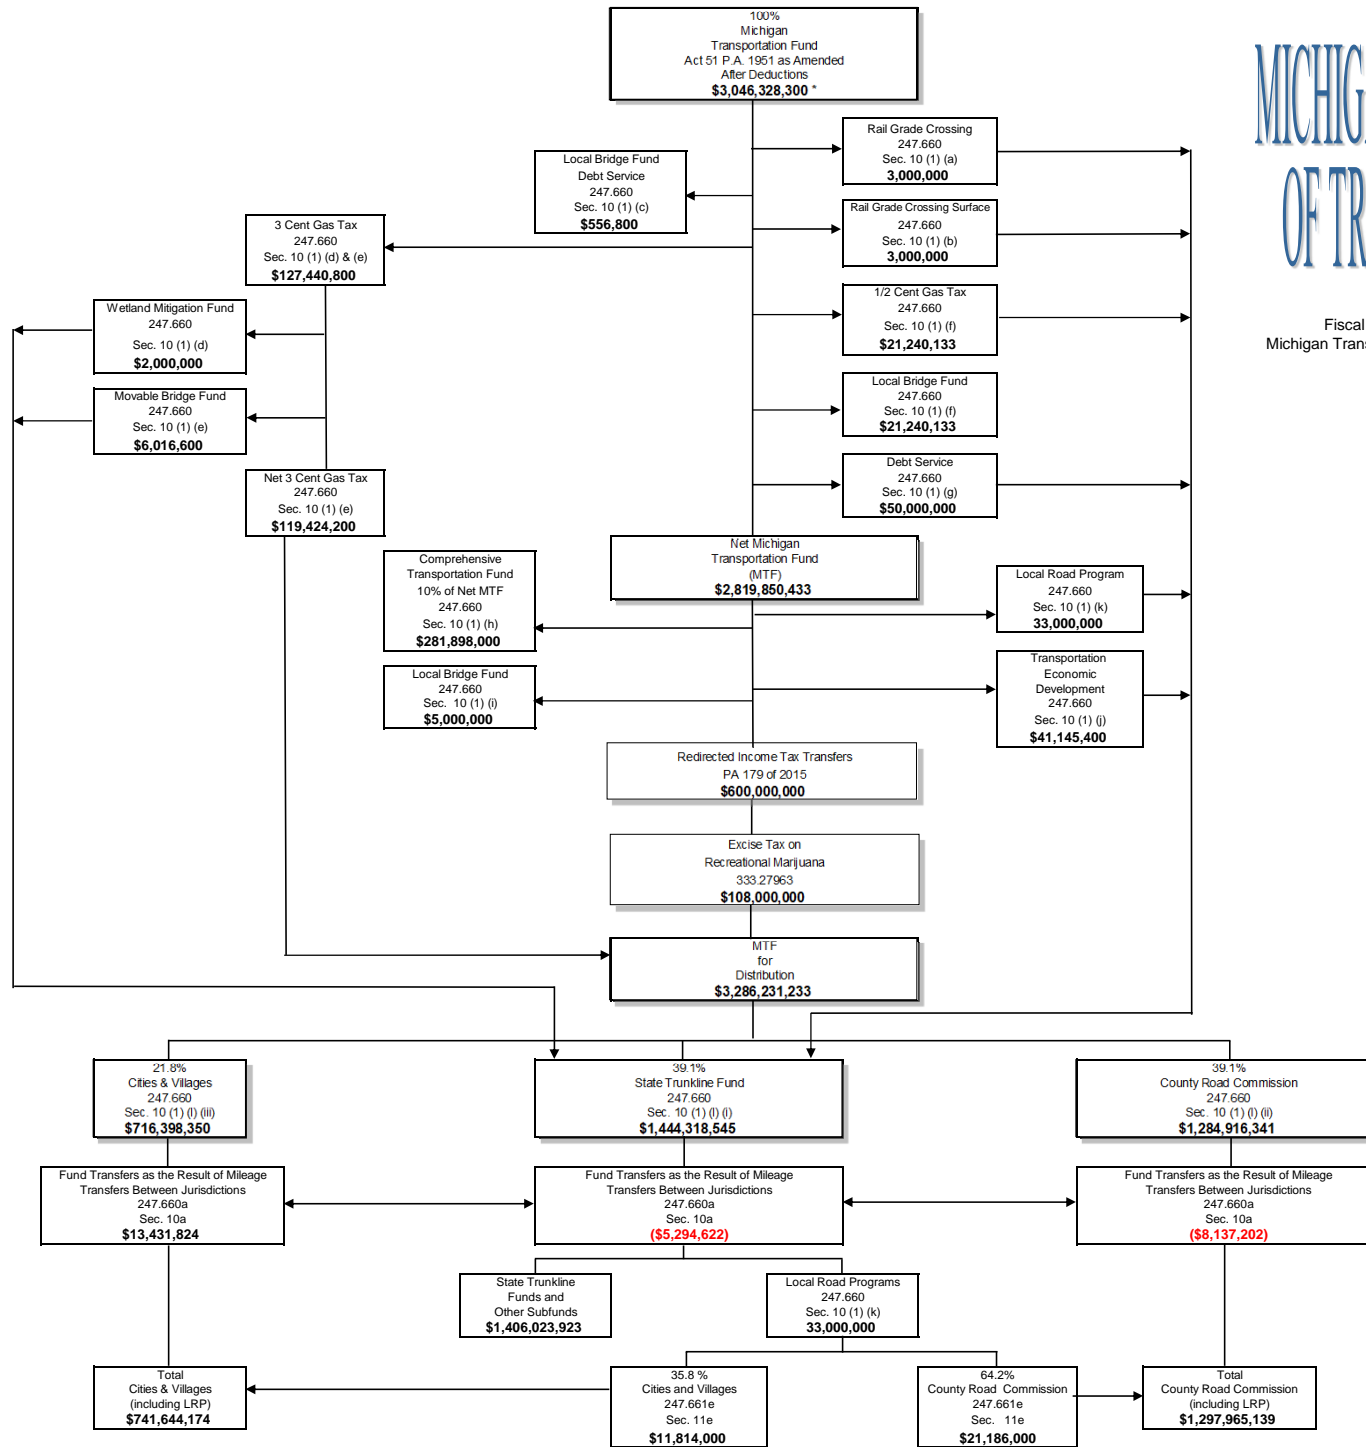 100%
Michigan
Transportation Fund
Act 51 P.A. 1951 as Amended
After Deductions
$3,046,328,300 *
MICHIG
OF TR
Fiscal
Michigan Trans
Rail Grade Crossing
247.660
Sec. 10 (1) (a)
3,000,000
Local Bridge Fund
Debt Service
247.660
Sec. 10 (1) (c)
$556,800
Rail Grade Crossing Surface
247.660
Sec. 10 (1) (b)
3,000,000
3 Cent Gas Tax
247.660
Sec. 10 (1) (d) & (e)
$127,440,800
1/2 Cent Gas Tax
247.660
Sec. 10 (1) (f)
$21,240,133
Wetland Mitigation Fund
247.660
Sec. 10 (1) (d)
$2,000,000
Local Bridge Fund
247.660
Sec. 10 (1) (f)
$21,240,133
Movable Bridge Fund
247.660
Sec. 10 (1) (e)
$6,016,600
Debt Service
247.660
Sec. 10 (1) (g)
$50,000,000
Net 3 Cent Gas Tax
247.660
Sec. 10 (1) (e)
$119,424,200
Net Michigan
Transportation Fund
(MTF)
$2,819,850,433
Comprehensive
Transportation Fund
10% of Net MTF
247.660
Sec. 10 (1) (h)
$281,898,000
Local Road Program
247.660
Sec. 10 (1) (k)
33,000,000
Local Bridge Fund
247.660
Sec. 10 (1) (i)
$5,000,000
Transportation
Economic
Development
247.660
Sec. 10 (1) (j)
$41,145,400
Redirected Income Tax Transfers
PA 179 of 2015
$600,000,000
Excise Tax on
Recreational Marijuana
333.27963
$108,000,000
MTF
for
Distribution
$3,286,231,233
21.8%
Cities & Villages
247.660
Sec. 10 (1) (l) (iii)
$716,398,350
39.1%
State Trunkline Fund
247.660
Sec. 10 (1) (l) (i)
$1,444,318,545
39.1%
County Road Commission
247.660
Sec. 10 (1) (l) (ii)
$1,284,916,341
Fund Transfers as the Result of Mileage
Transfers Between Jurisdictions
247.660a
Sec. 10a
$13,431,824
Fund Transfers as the Result of Mileage
Transfers Between Jurisdictions
247.660a
Sec. 10a
($5,294,622)
Fund Transfers as the Result of Mileage
Transfers Between Jurisdictions
247.660a
Sec. 10a
($8,137,202)
State Trunkline
Funds and
Other Subfunds
$1,406,023,923
Local Road Programs
247.660
Sec. 10 (1) (k)
33,000,000
Total
Cities & Villages
(including LRP)
$741,644,174
35.8 %
Cities and Villages
247.661e
Sec. 11e
$11,814,000
64.2%
County Road Commission
247.661e
Sec. 11e
$21,186,000
Total
County Road Commission
(including LRP)
$1,297,965,139